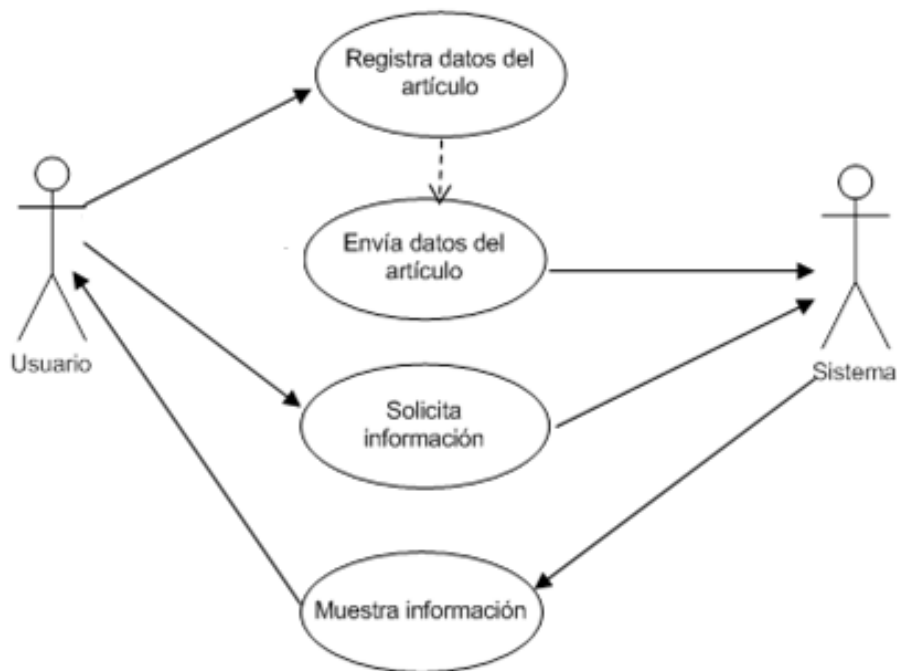 Registra datos del
artículo
Envía datos del
artículo
Usuario
Sistema
Solicita
información
Muestra información